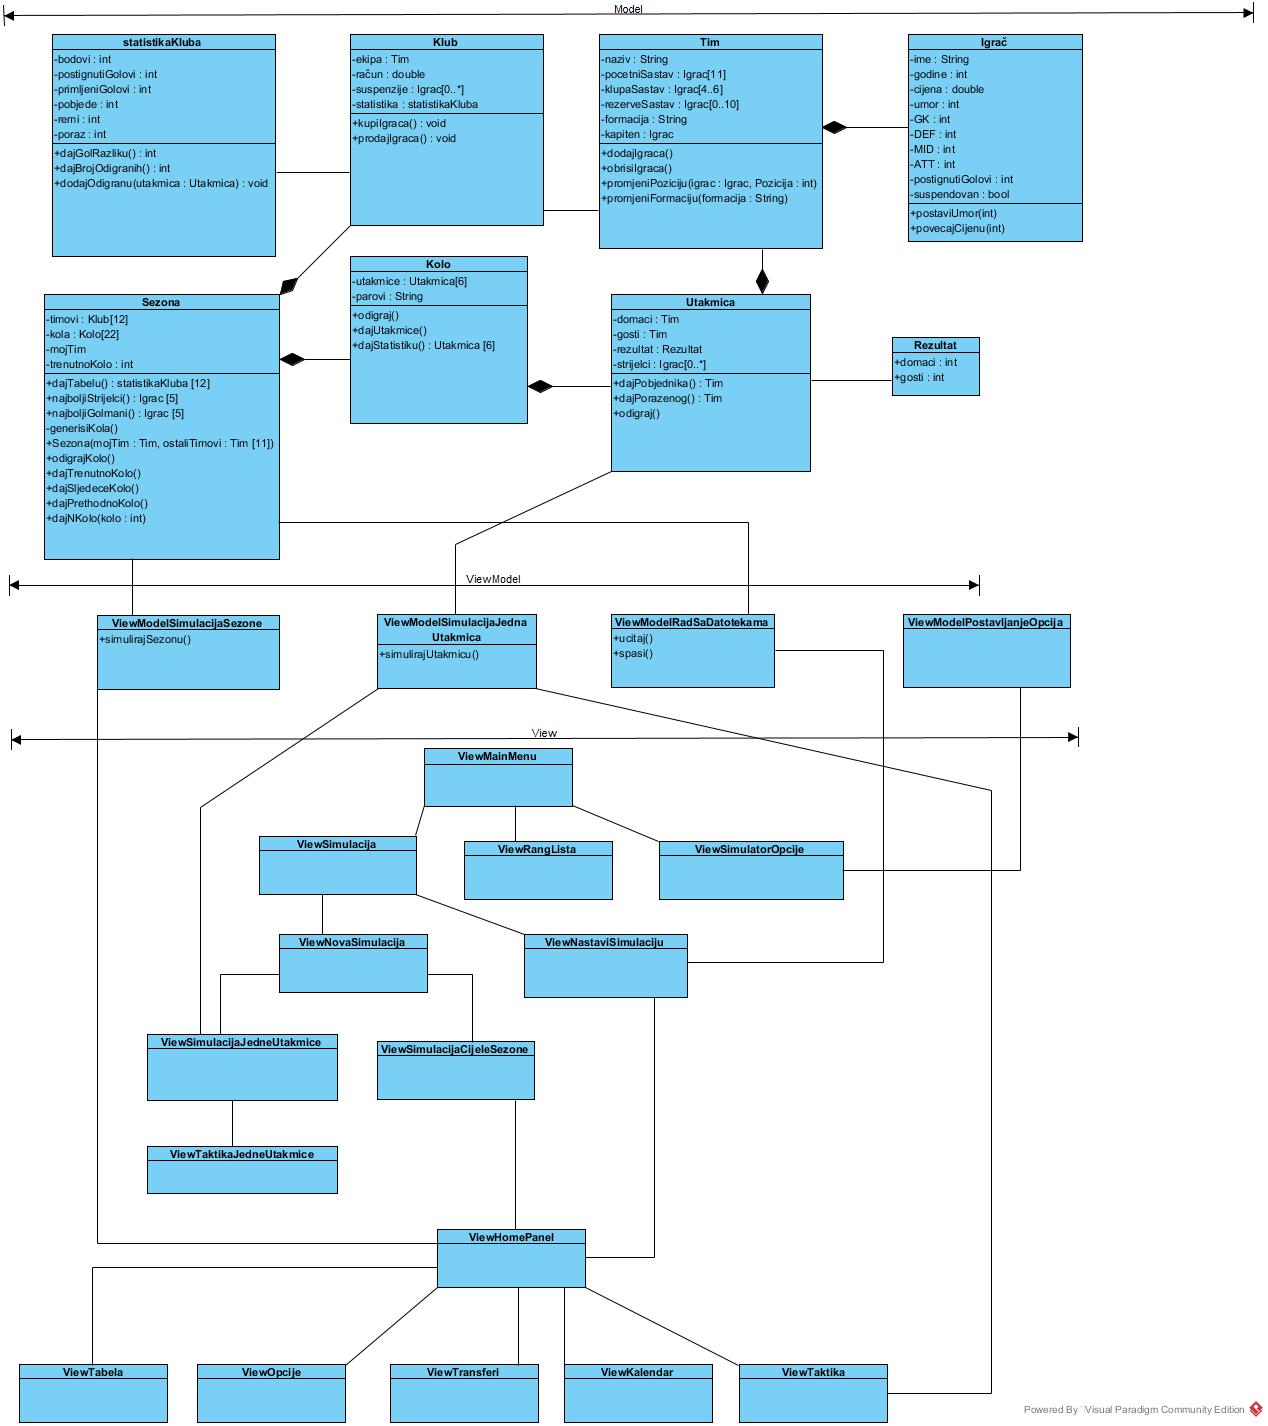 Model
statistikaKluba
-bodovi : int
-postignutiGolovi : int
-primljeniGolovi : int
-pobjede : int
-remi : int
-poraz : int
+dajGolRazliku() : int
+dajBrojOdigranih() : int
+dodajOdigranu(utakmica : Utakmica) : void
Klub
-ekipa : Tim
-račun : double
-suspenzije : Igrac[0..*]
-statistika : statistikaKluba
+kupiIgraca() : void
+prodajIgraca() : void
Tim
-naziv : String
-pocetniSastav : Igrac[11]
-klupaSastav : Igrac[4..6]
-rezerveSastav : Igrac[0..10]
-formacija : String
-kapiten : Igrac
+dodajIgraca()
+obrisiIgraca()
+promjeniPoziciju(igrac : Igrac, Pozicija : int)
+promjeniFormaciju(formacija : String)
Igrač
-ime : String
-godine : int
-cijena : double
-umor : int
-GK : int
-DEF : int
-MID : int
-ATT : int
-postignutiGolovi : int
-suspendovan : bool
+postaviUmor(int)
+povecajCijenu(int)
Sezona
-timovi : Klub[12]
-kola : Kolo[22]
-mojTim
-trenutnoKolo : int
+dajTabelu() : statistikaKluba [12]
+najboljiStrijelci() : Igrac [5]
+najboljiGolmani() : Igrac [5]
-generisiKola()
+Sezona(mojTim : Tim, ostaliTimovi : Tim [11])
+odigrajKolo()
+dajTrenutnoKolo()
+dajSljedeceKolo()
+dajPrethodnoKolo()
+dajNKolo(kolo : int)
Kolo
-utakmice : Utakmica[6]
-parovi : String
+odigraj()
+dajUtakmice()
+dajStatistiku() : Utakmica [6]
Utakmica
-domaci : Tim
-gosti : Tim
-rezultat : Rezultat
-strijelci : Igrac[0..*]
+dajPobjednika() : Tim
+dajPorazenog() : Tim
+odigraj()
Rezultat
+domaci : int
+gosti : int
ViewModel
ViewModelSimulacijaSezone
+simulirajSezonu()
ViewModelSimulacijaJedna
Utakmica
+simulirajUtakmicu()
ViewModelRadSaDatotekama
+ucitaj()
+spasi()
ViewModelPostavljanjeOpcija
View
ViewMainMenu
ViewSimulacija
ViewRangLista
ViewSimulatorOpcije
ViewNovaSimulacija
ViewNastaviSimulaciju
ViewSimulacijaJedneUtakmice
ViewSimulacijaCijeleSezone
ViewTaktikaJedneUtakmice
ViewHomePanel
ViewTabela
ViewOpcije
ViewTransferi
ViewKalendar
ViewTaktika
Powered By Visual Paradigm Community Edition